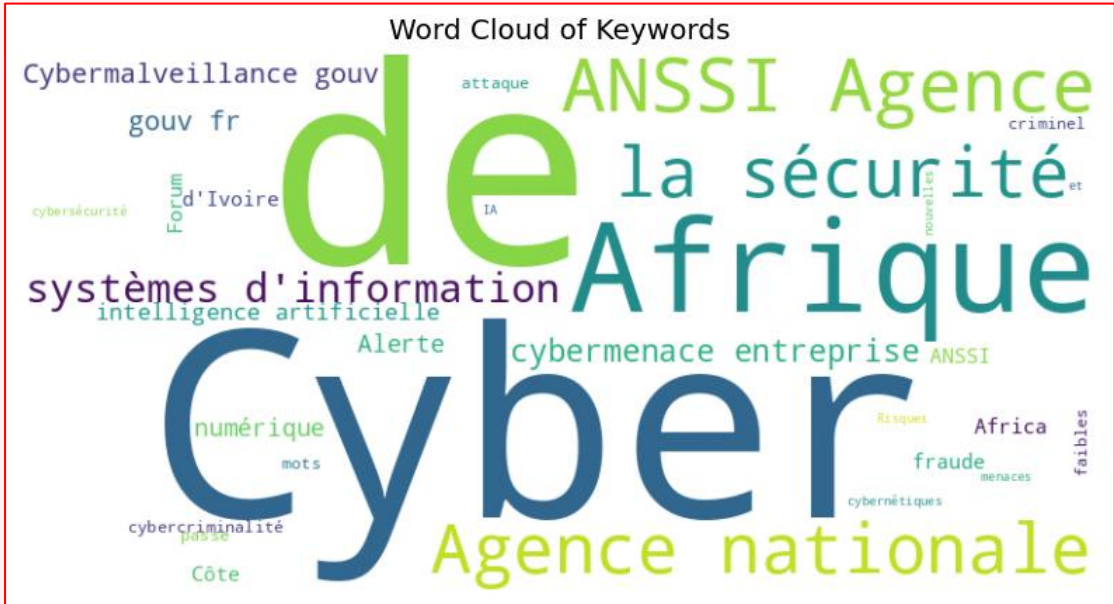 Word Cloud of Keywords
Cybermalveillance gouv
attaque
ANSSI Agence
gouv fr
de
criminel
la sécurité
et
Forum
d'Ivoire
cybersécurité
IA
nouvelles
Afrique
systèmes d'information
intelligence artificielle
Alerte
cybermenace entreprise
ANSSI
Cyber
numérique
Risques
Africa
faibles
mots
fraude
menaces
cybernétiques
cybercriminalité
passe
Agence nationale
Côte